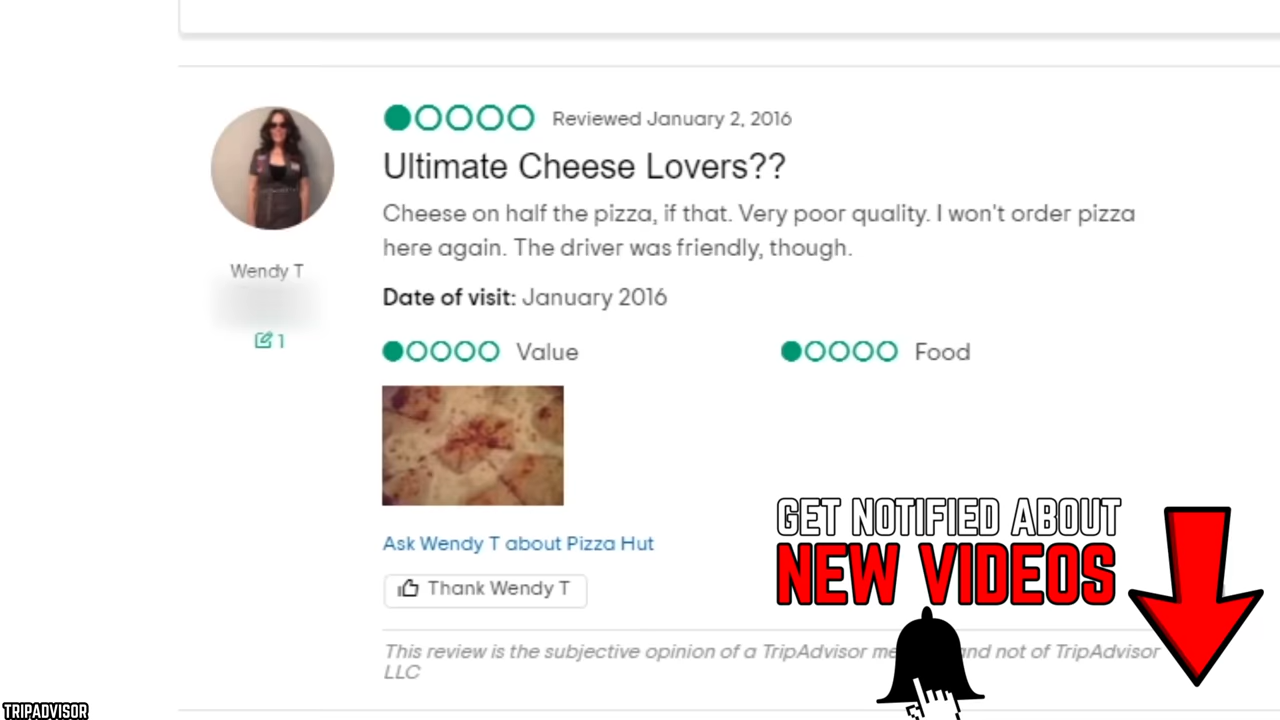 Reviewed January 2, 2016
Ultimate Cheese Lovers??
Cheese on half the pizza, if that. Very poor quality. I won't order pizza
here again. The driver was friendly, though.
Wendy T
Date of visit: January 2016
1
Value
Food
Ask Wendy T about Pizza Hut
Thank Wendy T
GET NOTIFIED ABOUT
NEW VIDEOS
This review is the subjective opinion of a TripAdvisor me and not of TripAdvisor
LLC
TRIPADVISOR